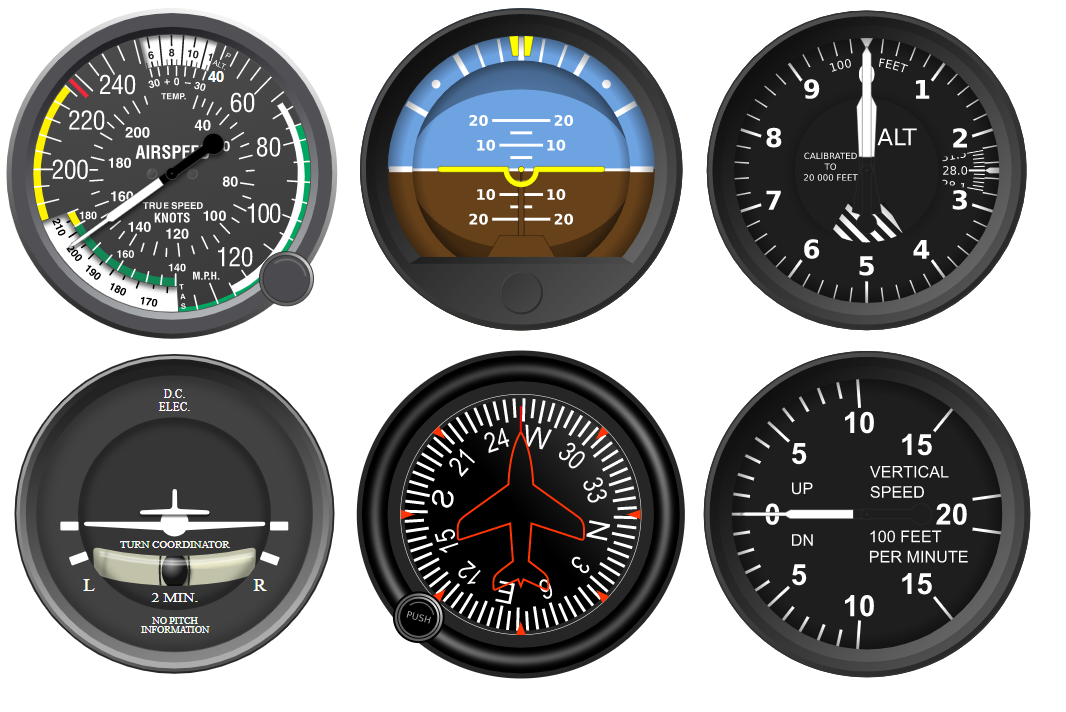 6 8 10
ALT.
30 + 0 - 30
TEMP.
240
40
60
220
200
40
80
AIRSPEED
180
200
160
TRUE SPEED
80
KNOTS
100
180
140
120
100
210
200
160
140
M.P.H.
120
190
180
170
T
A
S
20 20
10 10
10 10
20 20
100 FEET
9 1
8 ALT 2
CALIBRATED
TO
20 000 FEET
28.0
7 3
6 4
5
D.C.
ELEC.
TURN COORDINATOR
L R
2 MIN.
NO PITCH
INFORMATION
24 W 30
21 33
S N
15 3
12 E 6
PUSH
10
5 15
UP
VERTICAL
SPEED
0 20
DN
100 FEET
PER MINUTE
5 15
10